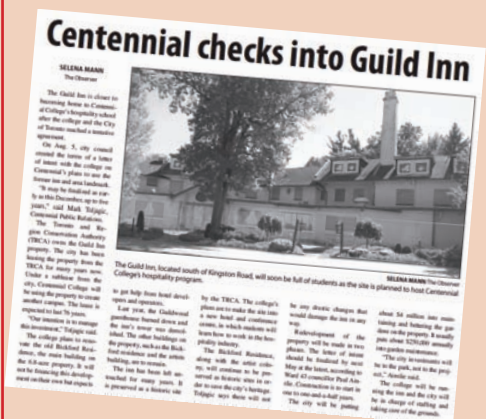 Centennial checks into Guild Inn
SELENA MANN
The Observer
The Guild Inn is closer to
becoming home to Centenni-
al College's hospitality school
after the college and the City
of Toronto reached a tentative
agreement.
On Aug. 5, city council
created the terms of a letter
of intent with the college on
Centennial's plans to use the
former inn and area landmark.
"It may be finalized as ear-
ly as this December, up to five
years," said Mark Toljagic,
Centennial Public Relations.
The Toronto and Re-
gion Conservation Authority
(TRCA) owns the Guild Inn
property. The city has been
leasing the property from the
TRCA for many years now.
Under a sublease from the
city, Centennial College will
be using the property to create
another campus. The lease is
expected to last 76 years.
"Our intention is to manage
this investment," Toljagic said.
The college plans to reno-
vate the old Bickford Resi-
dence, the main building on
the property. It will
not be financing this develop-
ment on their own but expects
The Guild Inn, located south of Kingston Road, will soon be full of students as the site is planned to host Centennial
College's hospitality program.
SELENA MANN/The Observer
to get help from hotel devel-
opers and operators.
Last year, the Guildwood
greenhouse burned down and
the inn's tower was demol-
ished. The other buildings on
the property, such as the Bick-
ford residence and the artists
building, are to remain.
The inn has been left un-
touched for many years. It
is preserved as a historic site
by the TRCA. The college's
plans are to make the site into
a new hotel and conference
centre, in which students will
learn how to work in the hos-
pitality industry.
The Bickford Residence,
along with the artist colo-
ny, will continue to be pre-
served as historic sites in or-
der to save the city's heritage.
Toljagic says there will not
be any drastic changes that
would damage the inn in any
way.
Redevelopment of the
property will be made in
phases. The letter of intent
should be finalized by next
May at the latest, according to
Ward 43 councillor Paul Ain-
slie. Construction is to start in
one to one-and-a-half years.
The city will be putting
about $4 million into main-
taining and bettering the gar-
dens on the property. It usually
puts about $250,000 annually
into garden maintenance.
"The city investments will
be in the park, not in the proj-
ect," Ainslie said.
The college will be run-
ning the inn and the city will
be in charge of staffing and
taking care of the grounds.